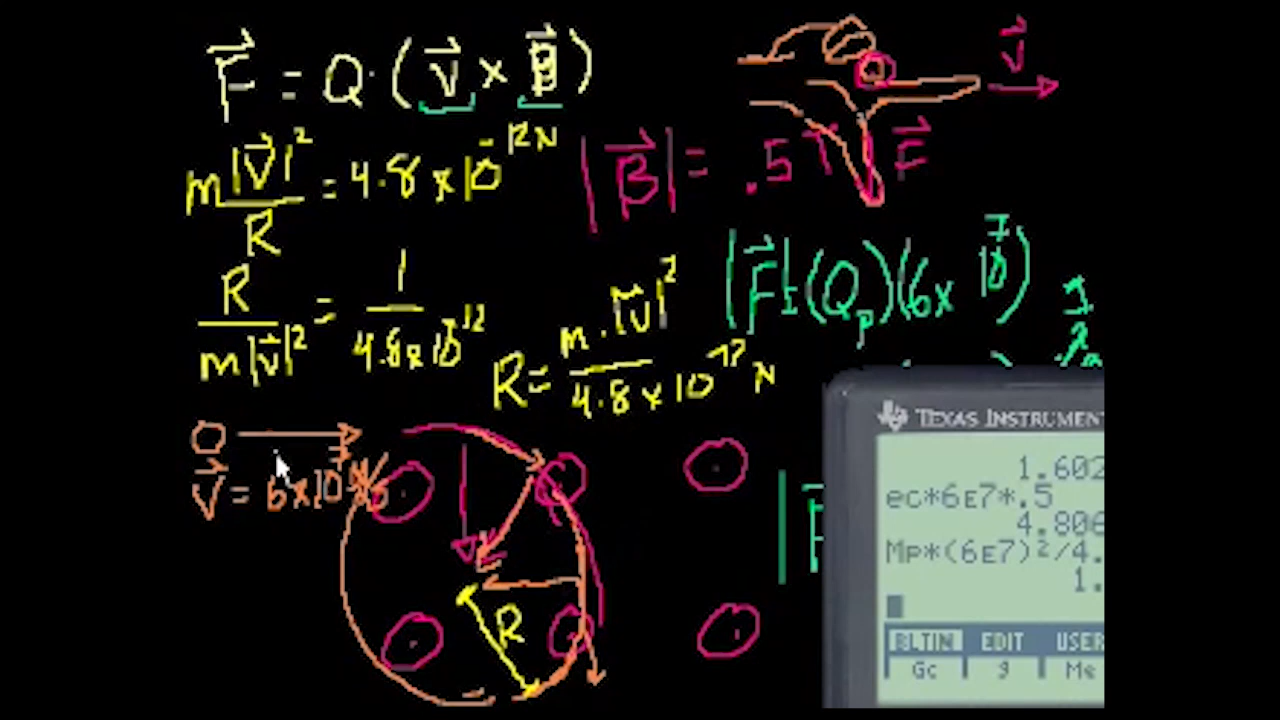 F = Q · ( V × B )
V
m|V|² / R = 4.8 × 10⁻¹² N
|B| = .5 T
F
R / m|V|² = 1 / 4.8 × 10⁻¹²
R = m · |V|² / 4.8 × 10⁻¹² N
|F| = (Qₚ)(6 × 10⁷)
V = 6 × 10⁷ m/s
R
TEXAS INSTRUMEN
1.602
ec*6E7*.5
4.806
Mp*(6E7)²/4.
1.
BLTIN EDIT USER
Gc g Me